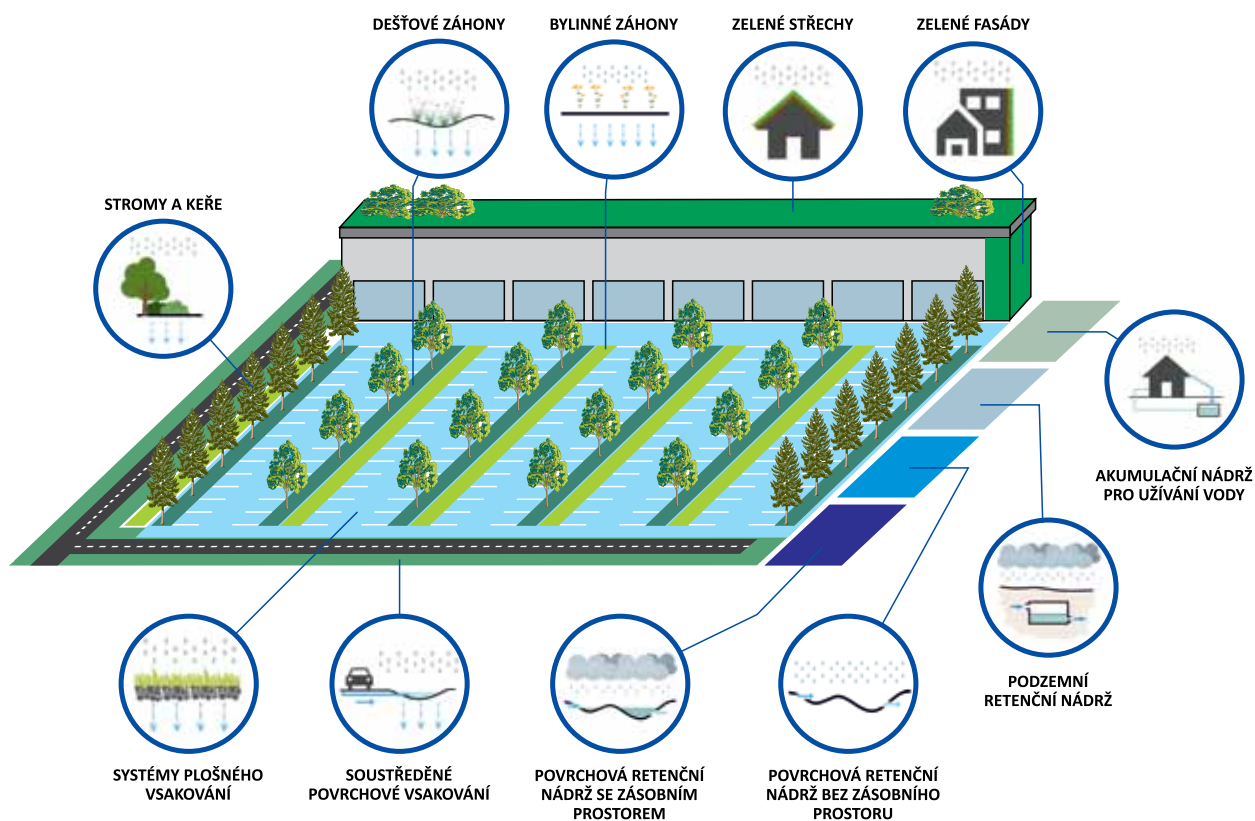 DEŠŤOVÉ ZÁHONY
BYLINNÉ ZÁHONY
ZELENÉ STŘECHY
ZELENÉ FASÁDY
STROMY A KEŘE
AKUMULAČNÍ NÁDRŽ
PRO UŽÍVÁNÍ VODY
PODZEMNÍ
RETENČNÍ NÁDRŽ
SYSTÉMY PLOŠNÉHO
VSAKOVÁNÍ
SOUSTŘEDĚNÉ
POVRCHOVÉ VSAKOVÁNÍ
POVRCHOVÁ RETENČNÍ
NÁDRŽ SE ZÁSOBNÍM
PROSTOREM
POVRCHOVÁ RETENČNÍ
NÁDRŽ BEZ ZÁSOBNÍHO
PROSTORU